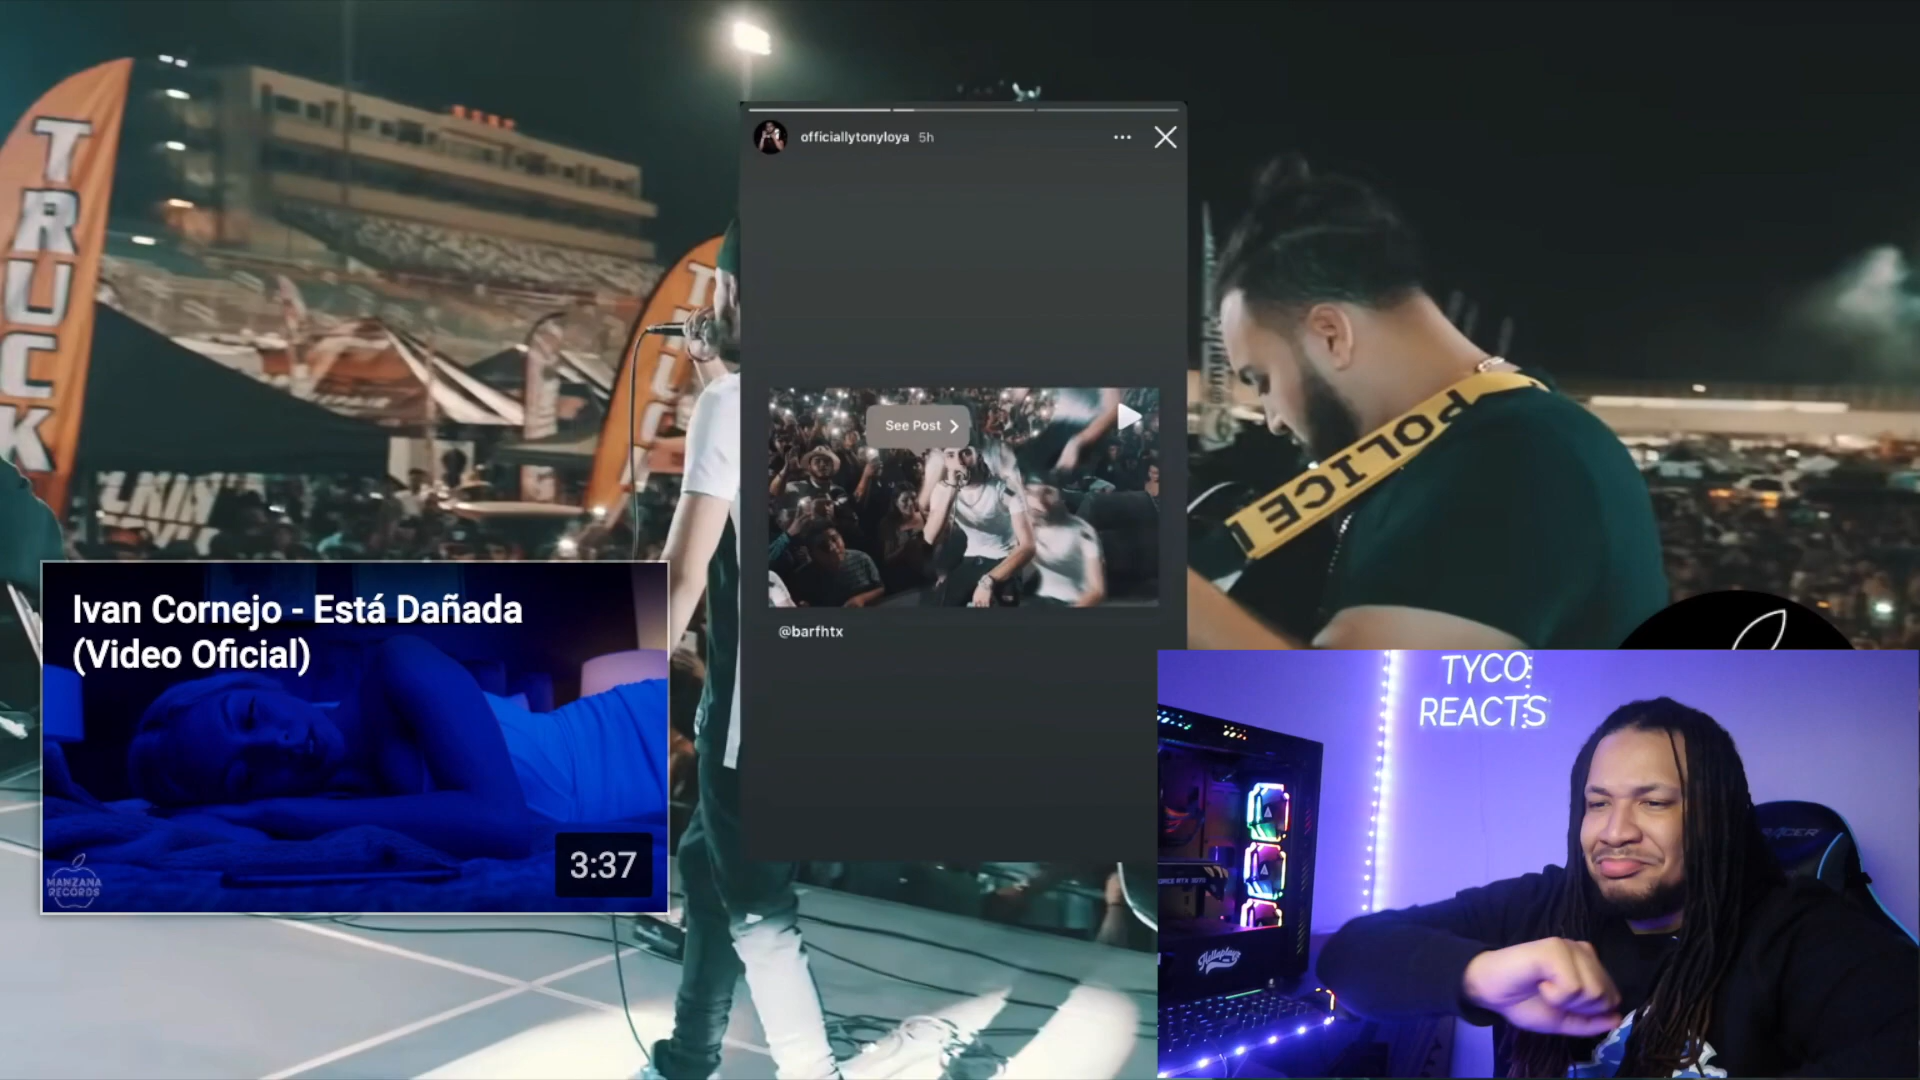 TRUCK
officiallytonyloya 5h
See Post
@barfhtx
POLICE
Ivan Cornejo - Está Dañada
(Video Oficial)
3:37
MANZANA
RECORDS
TYCO
REACTS